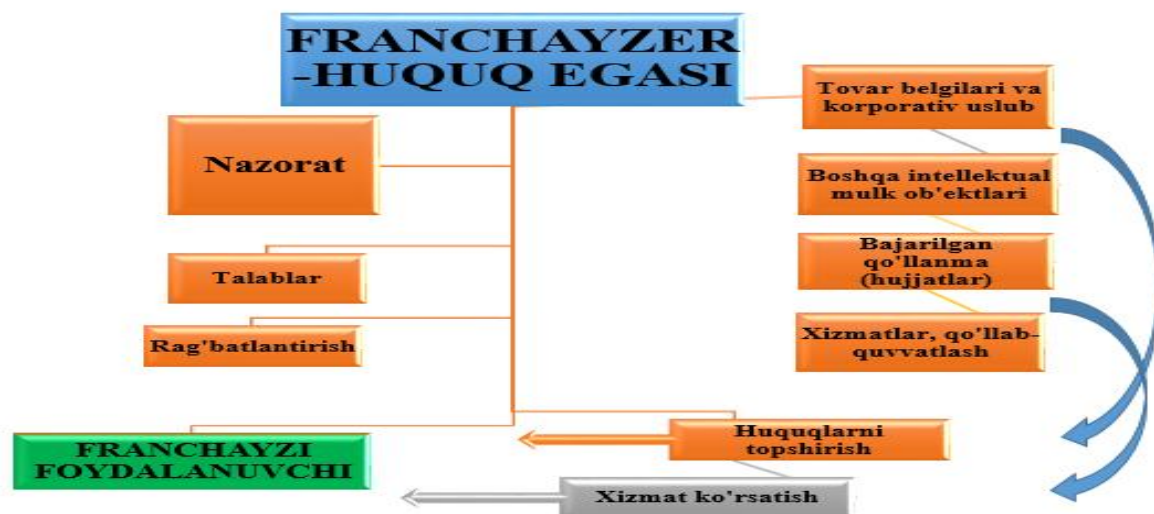 FRANCHAYZER
-HUQUQ EGASI
Tovar belgilari va
korporativ uslub
Nazorat
Boshqa intellektual
mulk ob'ektlari
Bajarilgan
qo'llanma
(hujjatlar)
Talablar
Xizmatlar, qo'llab-
quvvatlash
Rag'batlantirish
Huquqlarni
topshirish
FRANCHAYZI
FOYDALANUVCHI
Xizmat ko'rsatish